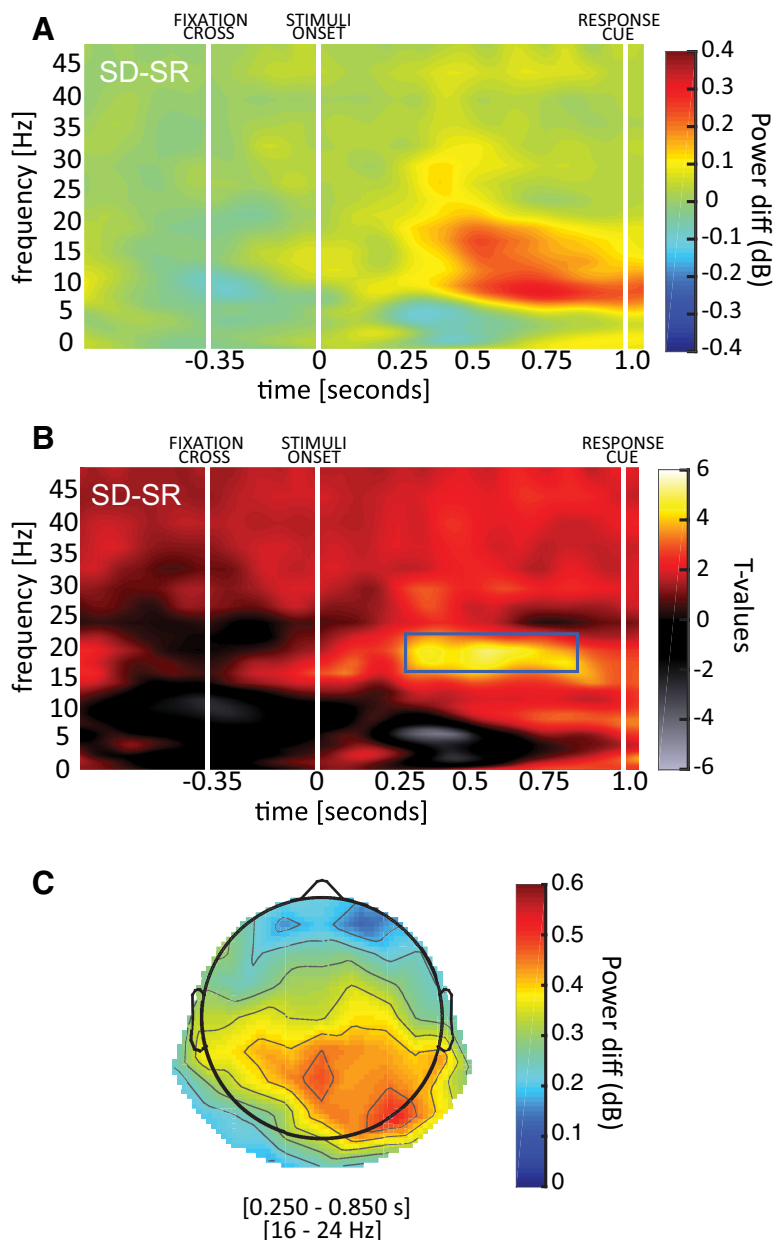 A
FIXATION CROSS
STIMULI ONSET
RESPONSE CUE
SD-SR
frequency [Hz]
45
40
35
30
25
20
15
10
5
0
-0.35
0
0.25
0.5
0.75
1.0
time [seconds]
0.4
0.3
0.2
0.1
0
-0.1
-0.2
-0.3
-0.4
Power diff (dB)
B
FIXATION CROSS
STIMULI ONSET
RESPONSE CUE
SD-SR
frequency [Hz]
45
40
35
30
25
20
15
10
5
0
-0.35
0
0.25
0.5
0.75
1.0
time [seconds]
6
4
2
0
-2
-4
-6
T-values
C
0.6
0.5
0.4
0.3
0.2
0.1
0
Power diff (dB)
[0.250 - 0.850 s]
[16 - 24 Hz]